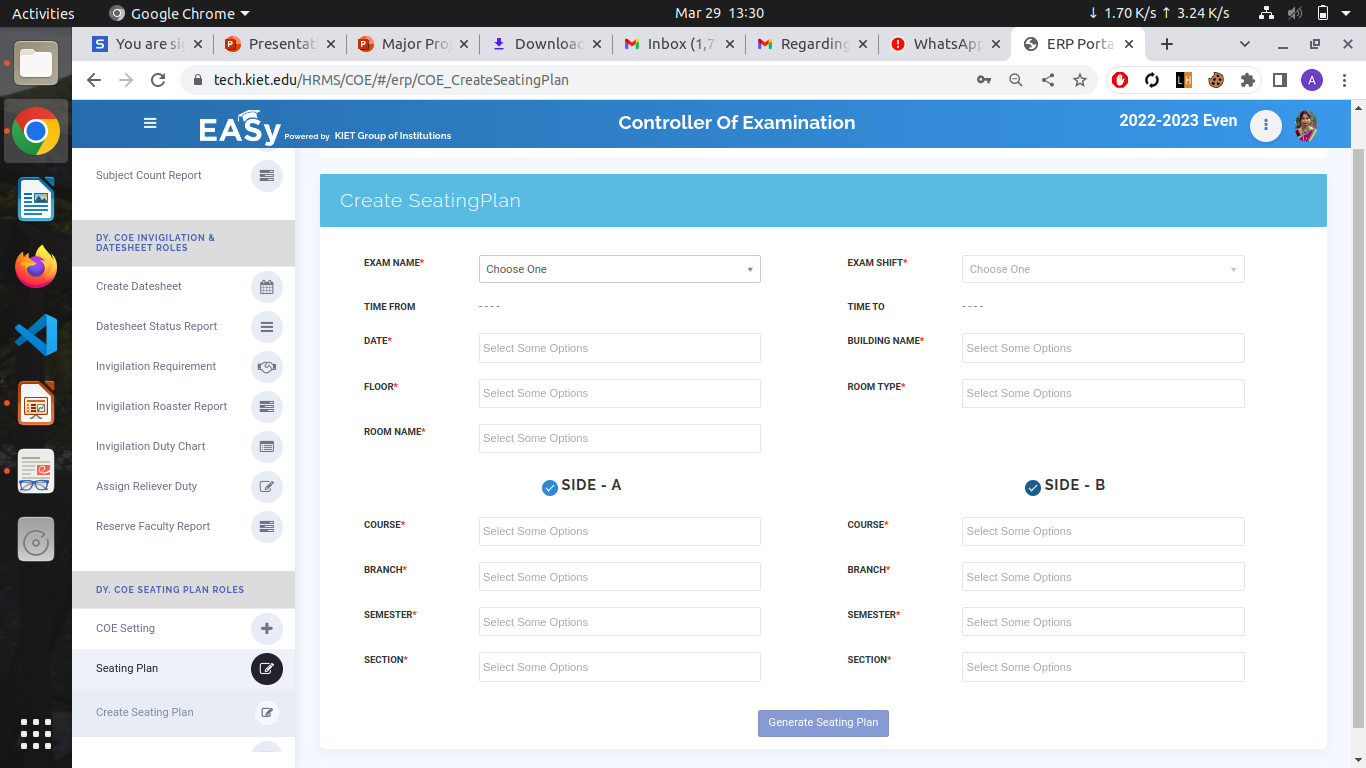 Activities Google Chrome Mar 29 13:30 ↓ 1.70 K/s ↑ 3.24 K/s
S You are si Presentat Major Pro Download Inbox (1,7 Regarding WhatsApp ERP Porta
tech.kiet.edu/HRMS/COE/#/erp/COE_CreateSeatingPlan A
EASy Powered by KIET Group of Institutions Controller Of Examination 2022-2023 Even
Subject Count Report
DY. COE INVIGILATION &
DATESHEET ROLES
Create Datesheet
Datesheet Status Report
Invigilation Requirement
Invigilation Roaster Report
Invigilation Duty Chart
Assign Reliever Duty
Reserve Faculty Report
DY. COE SEATING PLAN ROLES
COE Setting
Seating Plan
Create Seating Plan
Create SeatingPlan
EXAM NAME* Choose One EXAM SHIFT* Choose One
TIME FROM - - - - TIME TO - - - -
DATE* Select Some Options BUILDING NAME* Select Some Options
FLOOR* Select Some Options ROOM TYPE* Select Some Options
ROOM NAME* Select Some Options
SIDE - A SIDE - B
COURSE* Select Some Options COURSE* Select Some Options
BRANCH* Select Some Options BRANCH* Select Some Options
SEMESTER* Select Some Options SEMESTER* Select Some Options
SECTION* Select Some Options SECTION* Select Some Options
Generate Seating Plan